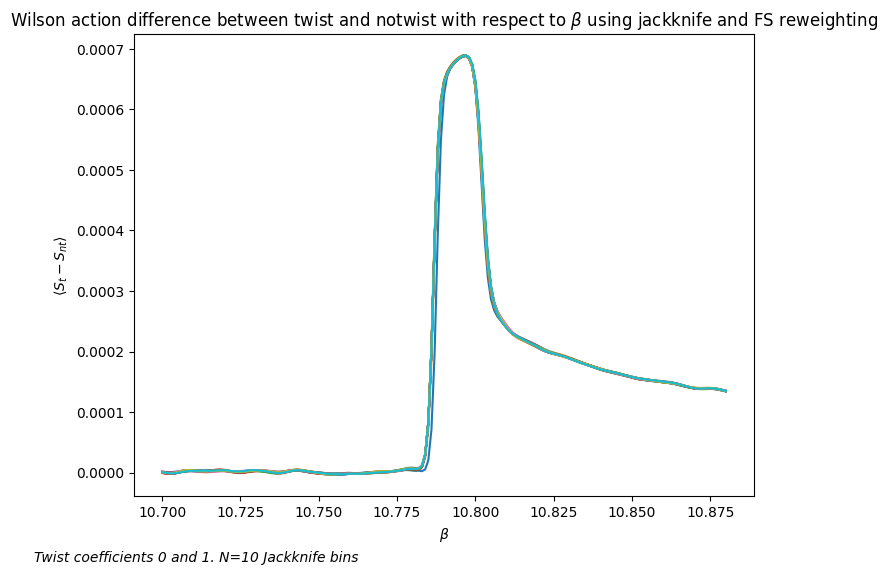 Wilson action difference between twist and notwist with respect to β using jackknife and FS reweighting
0.0007
0.0006
0.0005
0.0004
0.0003
0.0002
0.0001
0.0000
⟨S_t − S_nt⟩
10.700 10.725 10.750 10.775 10.800 10.825 10.850 10.875
β
Twist coefficients 0 and 1. N=10 Jackknife bins